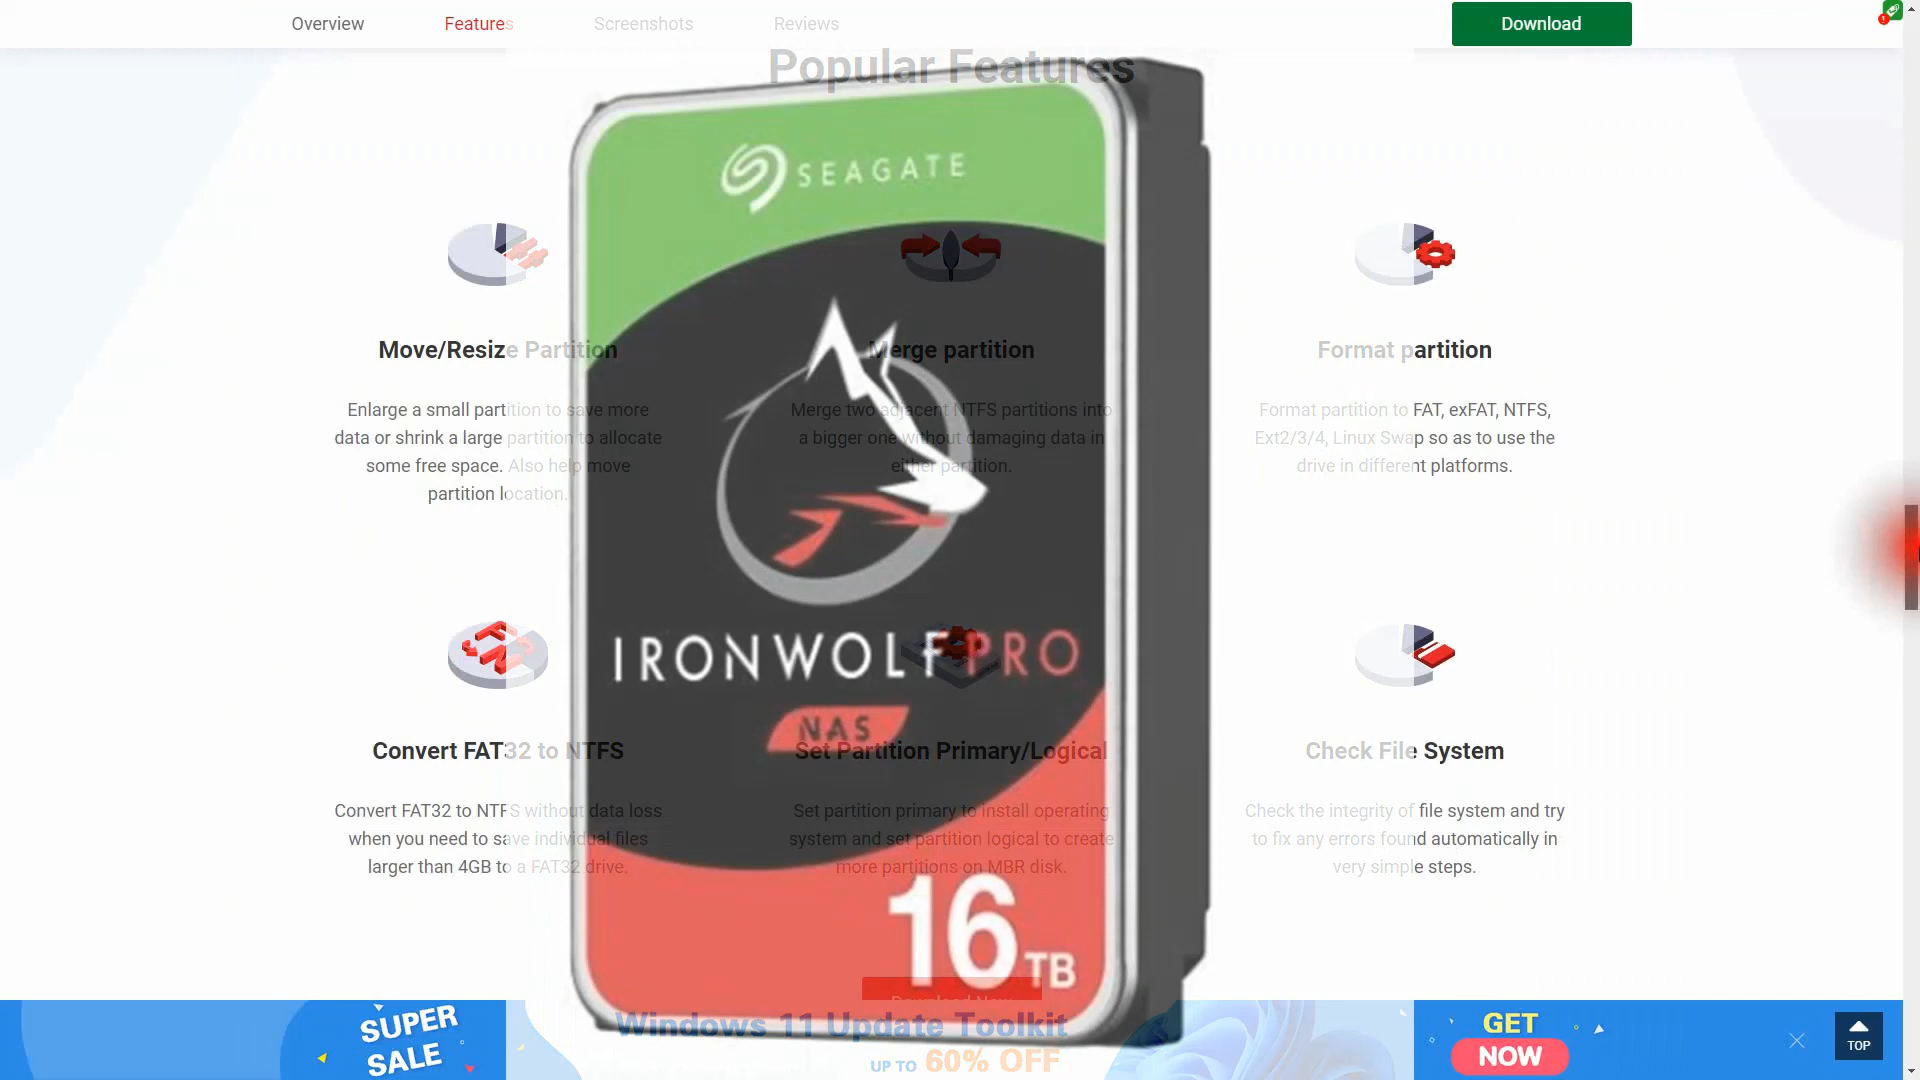 Overview
Features
Screenshots
Reviews
Download
Popular Features
SEAGATE
Move/Resize Partition
Enlarge a small partition to save more
data or shrink a large partition to allocate
some free space. Also help move
partition location.
Merge partition
Merge two adjacent NTFS partitions into
a bigger one without damaging data in
either partition.
Format partition
Format partition to FAT, exFAT, NTFS,
Ext2/3/4, Linux Swap so as to use the
drive in different platforms.
IRONWOLF PRO
NAS
Convert FAT32 to NTFS
Convert FAT32 to NTFS without data loss
when you need to save individual files
larger than 4GB to a FAT32 drive.
Set Partition Primary/Logical
Set partition primary to install operating
system and set partition logical to create
more partitions on MBR disk.
Check File System
Check the integrity of file system and try
to fix any errors found automatically in
very simple steps.
16 TB
Download Now
SUPER
SALE
Windows 11 Update Toolkit
UP TO 60% OFF
GET
NOW
TOP